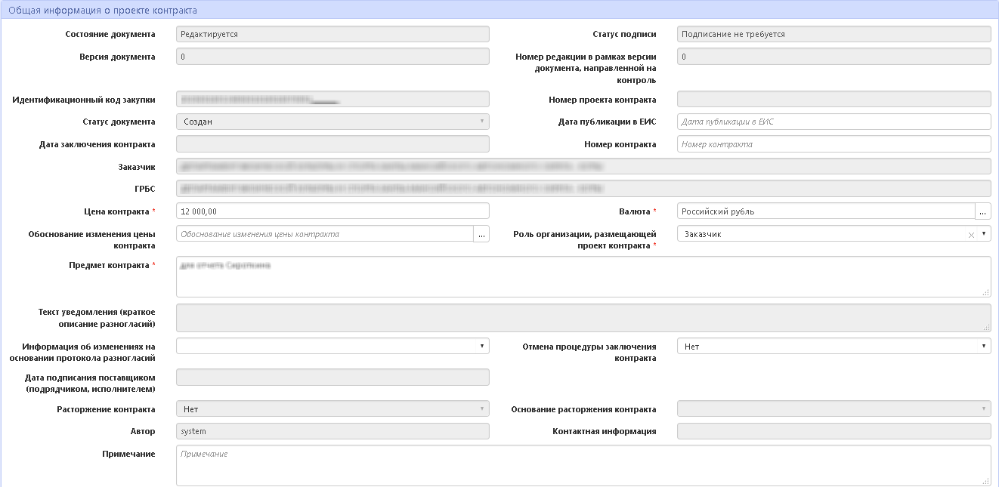 Общая информация о проекте контракта
Состояние документа Редактируется Статус подписи Подписание не требуется
Версия документа 0 Номер редакции в рамках версии 0
документа, направленной на
контроль
Идентификационный код закупки Номер проекта контракта
Статус документа Создан Дата публикации в ЕИС Дата публикации в ЕИС
Дата заключения контракта Номер контракта Номер контракта
Заказчик
ГРБС
Цена контракта * 12 000,00 Валюта * Российский рубль ...
Обоснование изменения цены Обоснование изменения цены контракта ... Роль организации, размещающей Заказчик
контракта проект контракта *
Предмет контракта * для отчета Сироткина
Текст уведомления (краткое
описание разногласий)
Информация об изменениях на Отмена процедуры заключения Нет
основании протокола разногласий контракта
Дата подписания поставщиком
(подрядчиком, исполнителем)
Расторжение контракта Нет Основание расторжения контракта
Автор system Контактная информация
Примечание Примечание